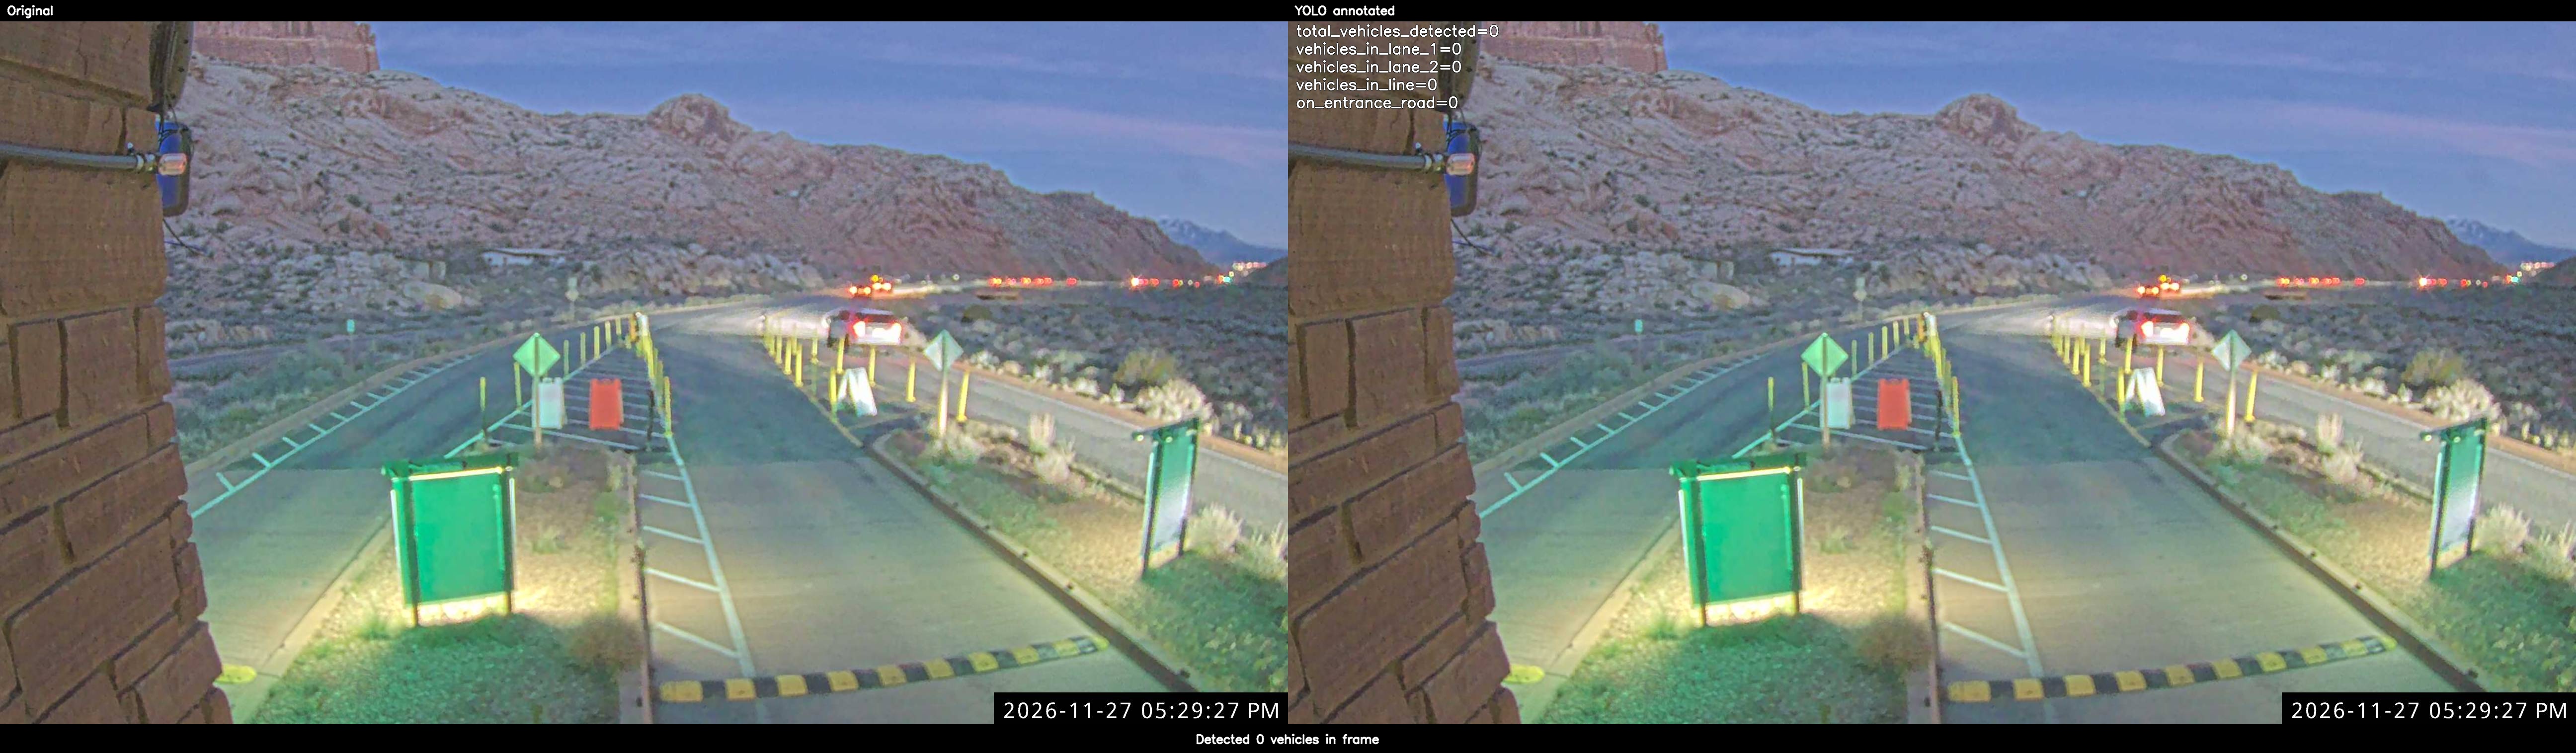 Original
YOLO annotated
total_vehicles_detected=0
vehicles_in_lane_1=0
vehicles_in_lane_2=0
vehicles_in_line=0
on_entrance_road=0
2026-11-27 05:29:27 PM
2026-11-27 05:29:27 PM
Detected 0 vehicles in frame